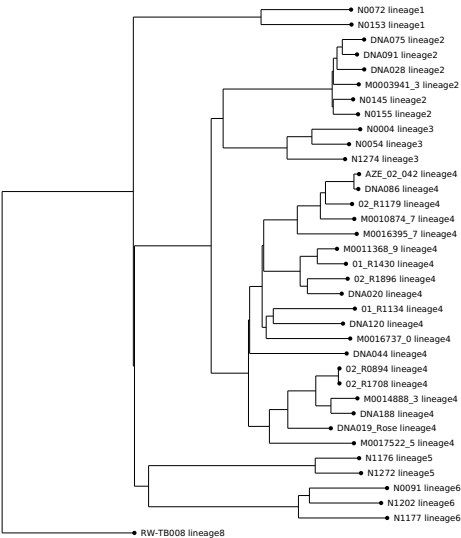 N0072 lineage1
N0153 lineage1
DNA075 lineage2
DNA091 lineage2
DNA028 lineage2
M0003941_3 lineage2
N0145 lineage2
N0155 lineage2
N0004 lineage3
N0054 lineage3
N1274 lineage3
AZE_02_042 lineage4
DNA086 lineage4
02_R1179 lineage4
M0010874_7 lineage4
M0016395_7 lineage4
M0011368_9 lineage4
01_R1430 lineage4
02_R1896 lineage4
DNA020 lineage4
01_R1134 lineage4
DNA120 lineage4
M0016737_0 lineage4
DNA044 lineage4
02_R0894 lineage4
02_R1708 lineage4
M0014888_3 lineage4
DNA188 lineage4
DNA019_Rose lineage4
M0017522_5 lineage4
N1176 lineage5
N1272 lineage5
N0091 lineage6
N1202 lineage6
N1177 lineage6
RW-TB008 lineage8